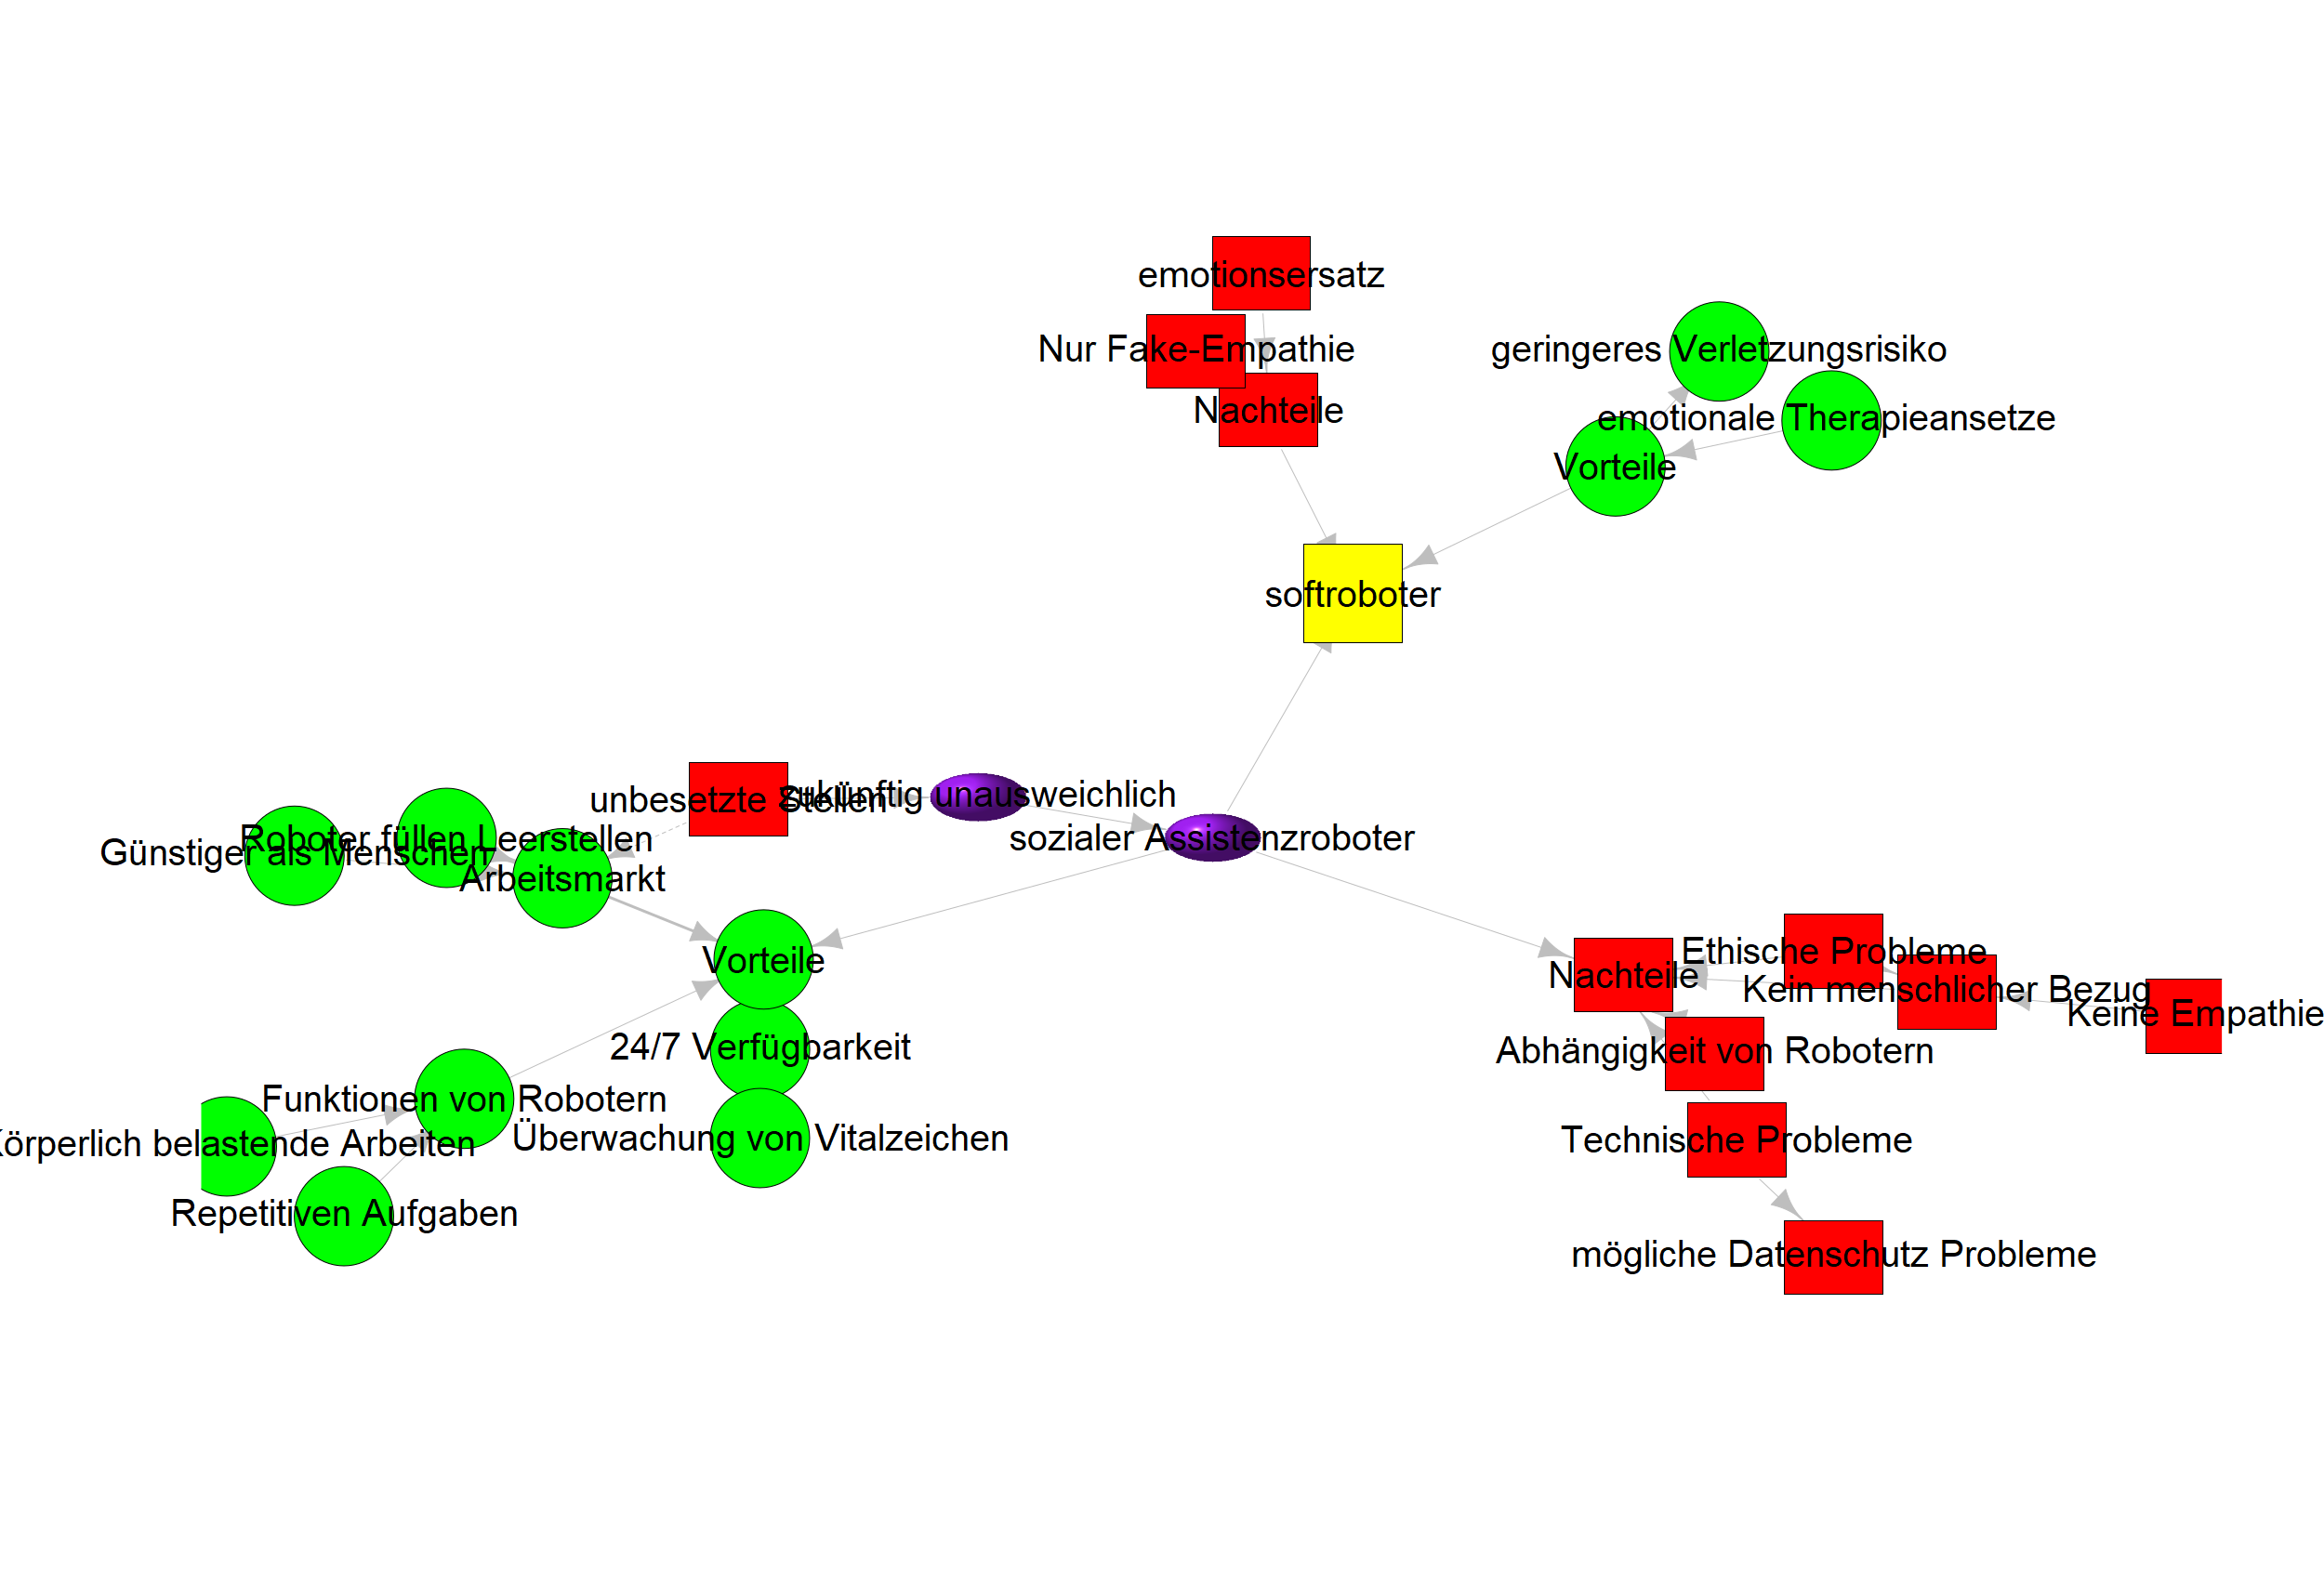 emotionsersatz
Nur Fake-Empathie
geringeres Verletzungsrisiko
Nachteile
emotionale Therapieansetze
Vorteile
softroboter
unbesetzte Stellen
zukünftig unausweichlich
sozialer Assistenzroboter
Roboter füllen Leerstellen
Günstiger als Menschen
Arbeitsmarkt
Vorteile
Ethische Probleme
Nachteile
Kein menschlicher Bezug
Keine Empathie
24/7 Verfügbarkeit
Abhängigkeit von Robotern
Funktionen von Robotern
Körperlich belastende Arbeiten
Überwachung von Vitalzeichen
Technische Probleme
Repetitiven Aufgaben
mögliche Datenschutz Probleme